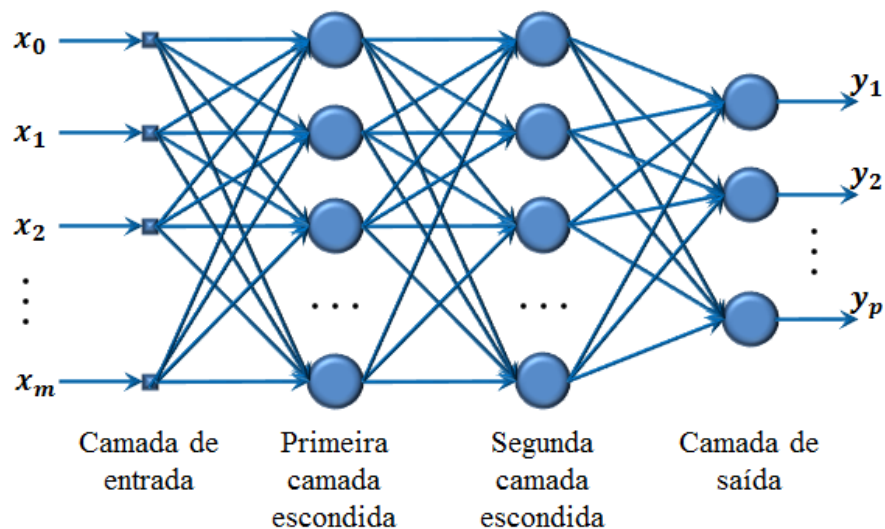 x₀
x₁
x₂
⋮
xₘ
. . .
. . .
y₁
y₂
⋮
yₚ
Camada de
entrada
Primeira
camada
escondida
Segunda
camada
escondida
Camada de
saída